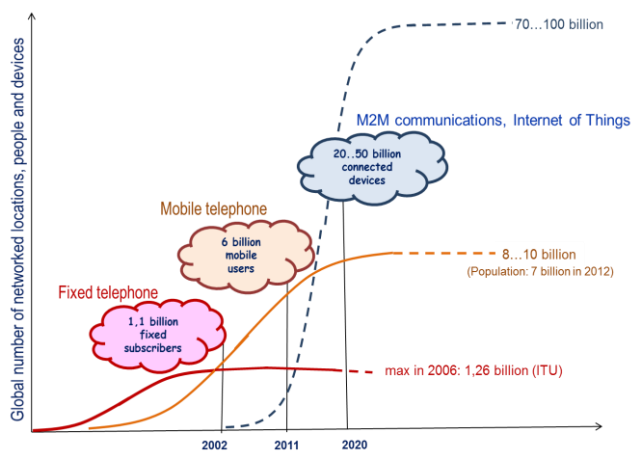 Global number of networked locations, people and devices
70...100 billion
M2M communications, Internet of Things
20..50 billion
connected
devices
Mobile telephone
6 billion
mobile
users
8...10 billion
(Population: 7 billion in 2012)
Fixed telephone
1,1 billion
fixed
subscribers
max in 2006: 1,26 billion (ITU)
2002
2011
2020